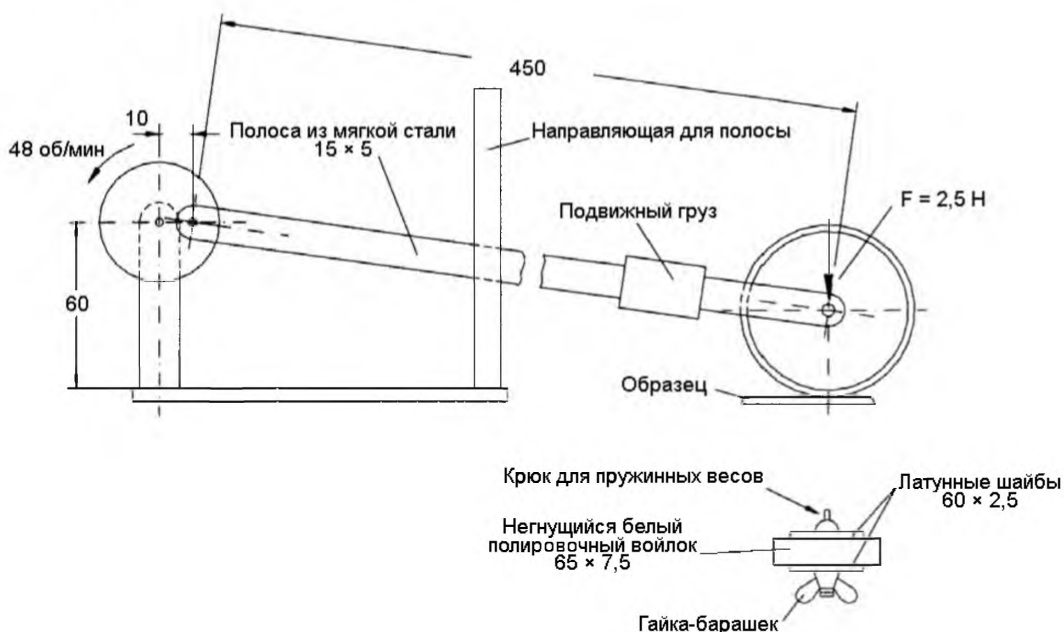 450
10
Полоса из мягкой стали
15 × 5
Направляющая для полосы
48 об/мин
Подвижный груз
F = 2,5 Н
60
Образец
Крюк для пружинных весов
Латунные шайбы
60 × 2,5
Негнущийся белый
полировочный войлок
65 × 7,5
Гайка-барашек